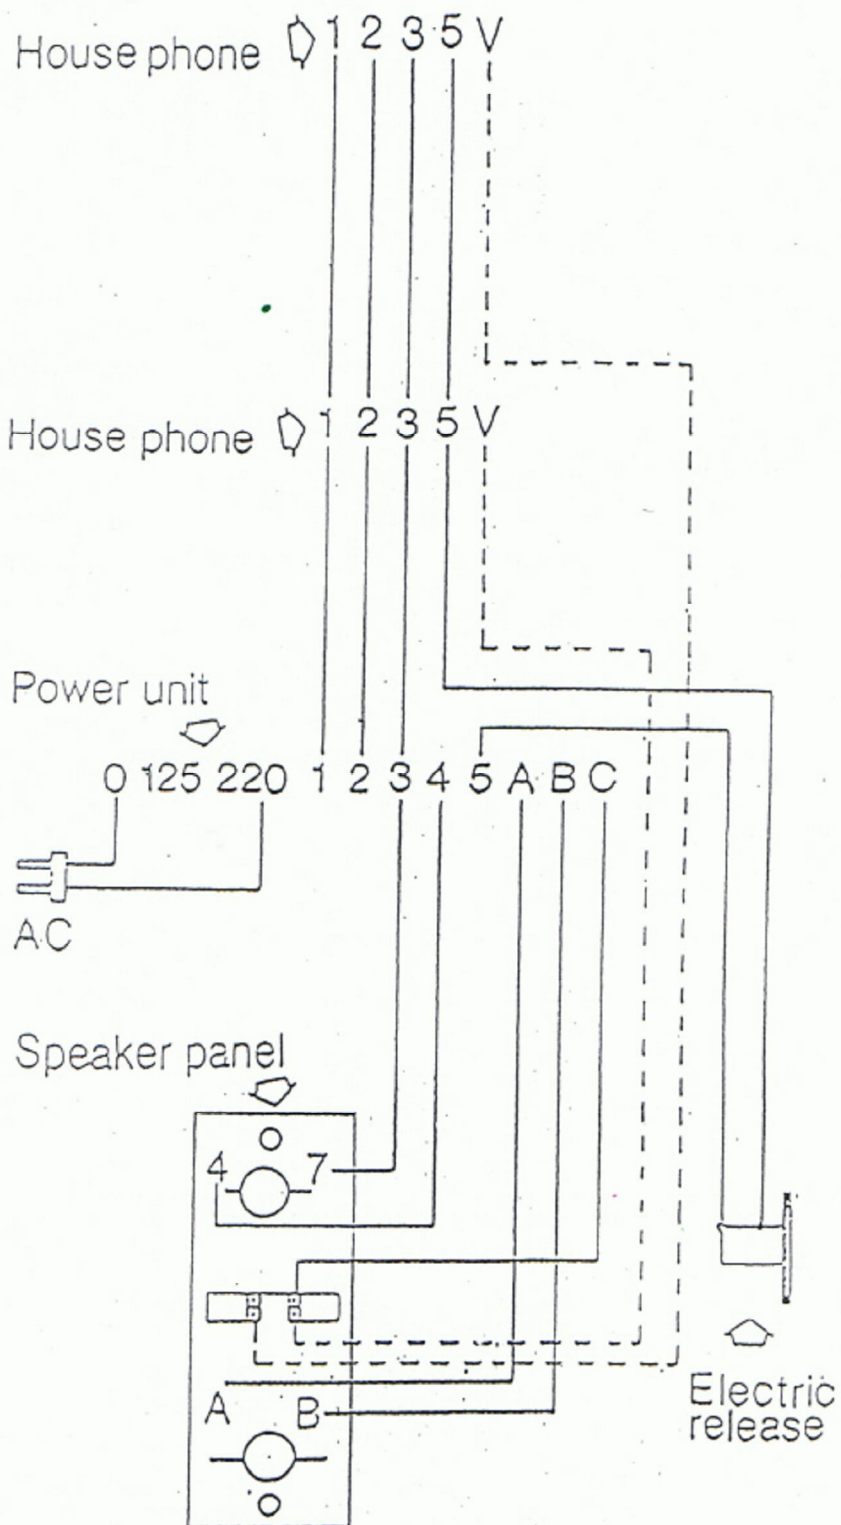 House phone 1 2 3 5 V
House phone 1 2 3 5 V
Power unit
0 125 220 1 2 3 4 5 A B C
A.C
Speaker panel
4 7
A B
Electric
release